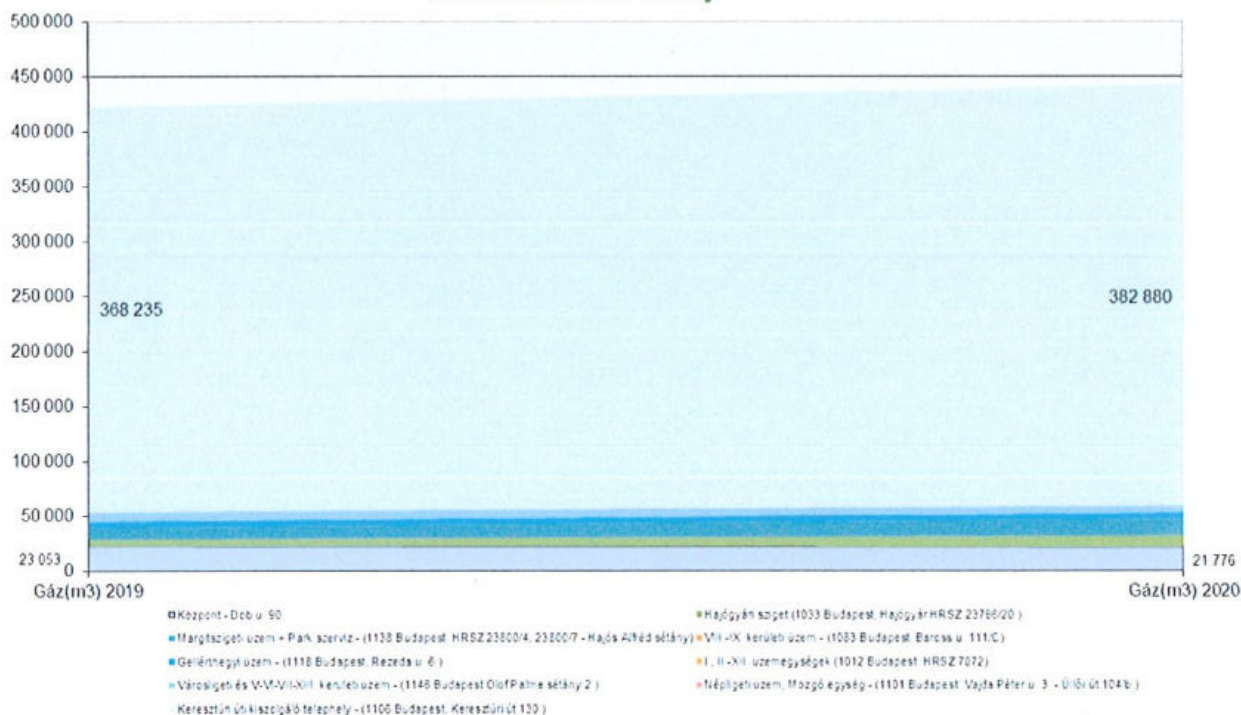 500 000
450 000
400 000
350 000
300 000
250 000
200 000
150 000
100 000
50 000
0
368 235
382 880
23 053
21 776
Gáz(m3) 2019
Gáz(m3) 2020
Központ - Dob u. 90
Hajógyári sziget (1033 Budapest, Hajógyár HRSZ 23796/20 )
Margitszigeti üzem + Park szerviz - (1138 Budapest HRSZ 23800/4, 23800/7 - Hajós Alfréd sétány)
VIII -IX. kerületi üzem - (1083 Budapest Baross u. 111/C )
Gellérthegyi üzem - (1118 Budapest, Rezeda u. 6 )
I., II -XII. üzemegységek (1012 Budapest HRSZ 7072)
Városligeti és V-VI-VII-XIII. kerületi üzem - (1146 Budapest Olof Palme sétány 2 )
Népligeti üzem, Mozgó egység - (1101 Budapest Vajda Péter u. 3 - Üllői út 104/b )
Keresztúri úti kiszolgáló telephely - (1106 Budapest, Keresztúri út 130 )